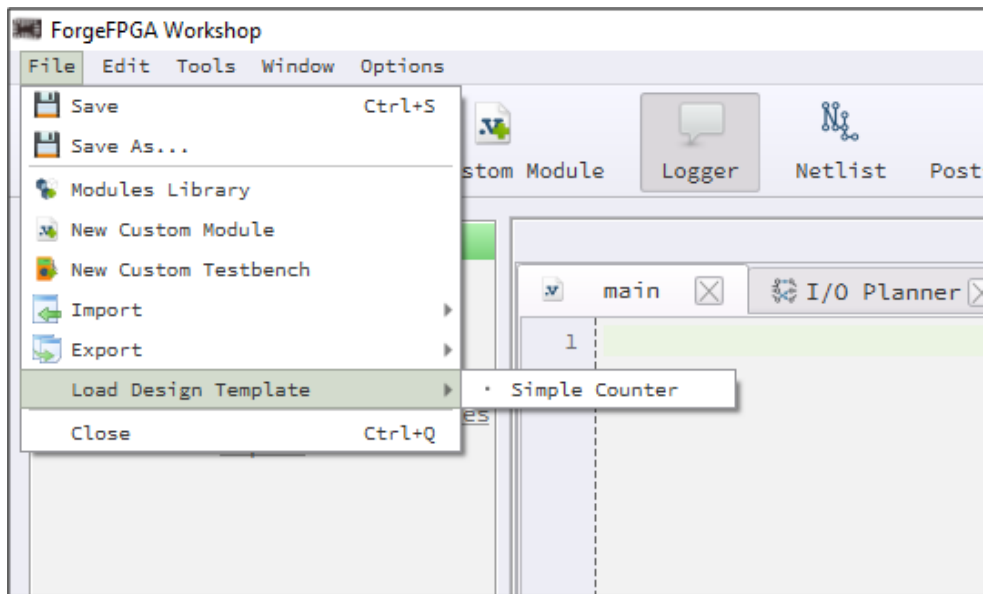 ForgeFPGA Workshop
File Edit Tools Window Options
Save Ctrl+S
Save As...
Modules Library
New Custom Module
New Custom Testbench
Import
Export
Load Design Template
Simple Counter
Close Ctrl+Q
stom Module Logger Netlist Post
main I/O Planner
1
es